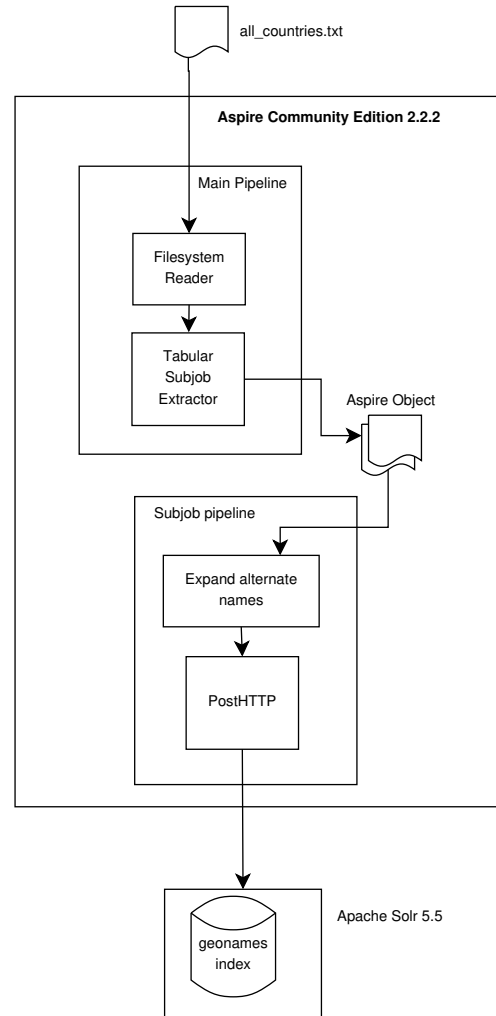 all_countries.txt
Aspire Community Edition 2.2.2
Main Pipeline
Filesystem
Reader
Tabular
Subjob
Extractor
Aspire Object
Subjob pipeline
Expand alternate
names
PostHTTP
Apache Solr 5.5
geonames
index